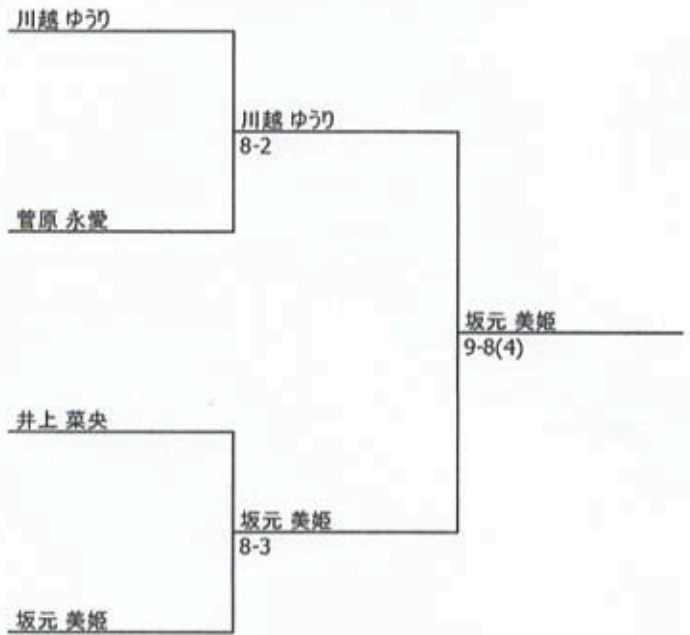 川越 ゆうり
川越 ゆうり
8-2
菅原 永愛
坂元 美姫
9-8(4)
井上 菜央
坂元 美姫
8-3
坂元 美姫